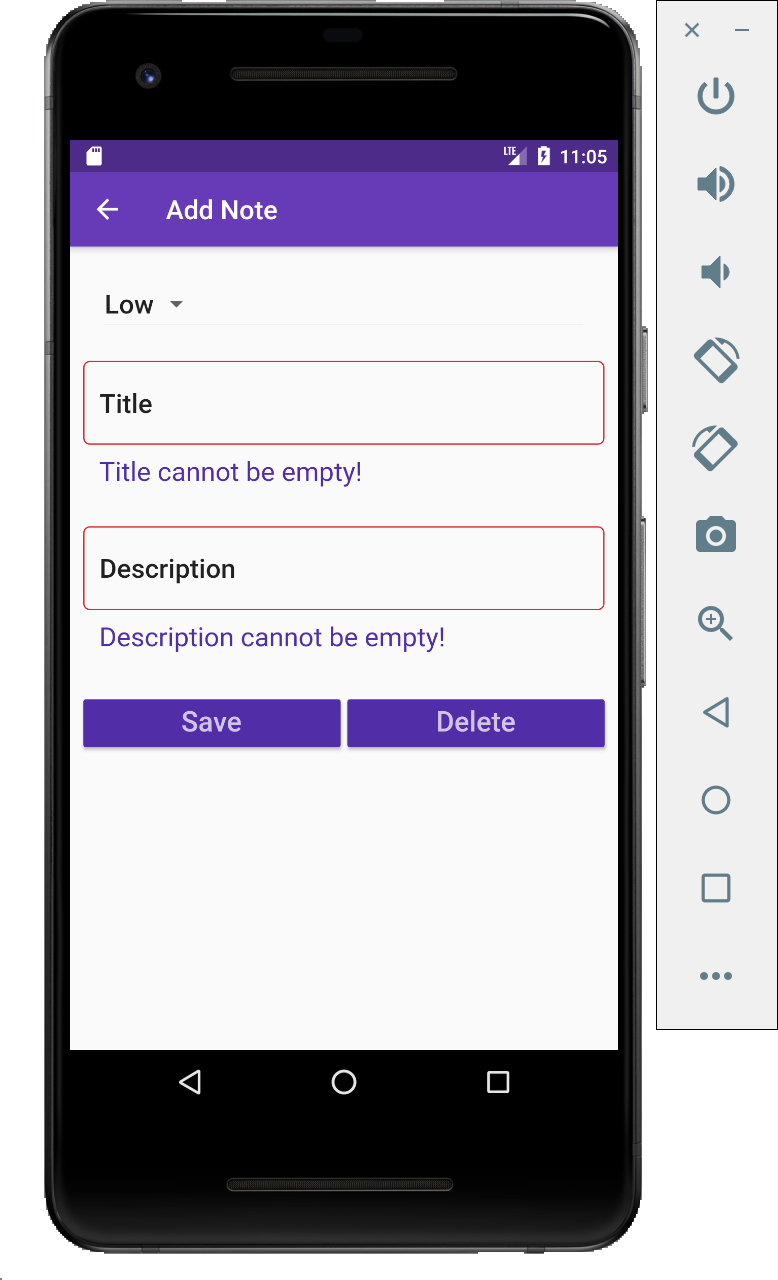 LTE 11:05
Add Note
Low
Title
Title cannot be empty!
Description
Description cannot be empty!
Save Delete